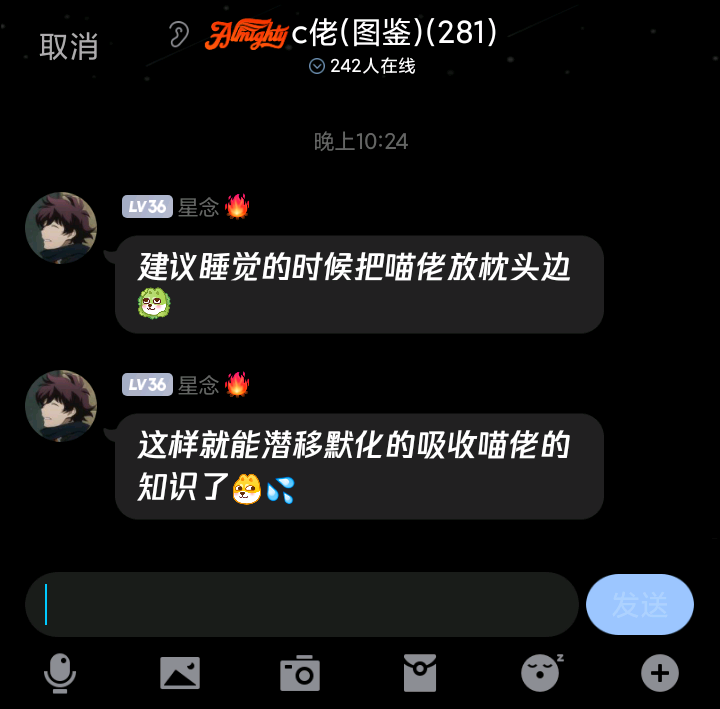 取消
Almighty c佬(图鉴)(281)
242人在线
晚上10:24
LV36 星念
建议睡觉的时候把喵佬放枕头边
LV36 星念
这样就能潜移默化的吸收喵佬的
知识了
发送
z